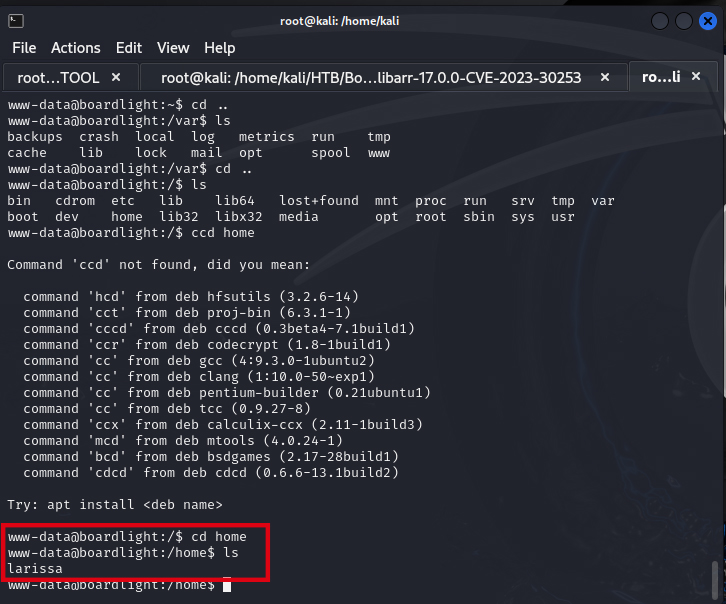 root@kali: /home/kali
File Actions Edit View Help
root...TOOL × root@kali: /home/kali/HTB/Bo...libarr-17.0.0-CVE-2023-30253 × ro...li ×
www-data@boardlight:~$ cd ..
www-data@boardlight:/var$ ls
backups crash local log metrics run tmp
cache lib lock mail opt spool www
www-data@boardlight:/var$ cd ..
www-data@boardlight:/$ ls
bin cdrom etc lib lib64 lost+found mnt proc run srv tmp var
boot dev home lib32 libx32 media opt root sbin sys usr
www-data@boardlight:/$ ccd home
Command 'ccd' not found, did you mean:
command 'hcd' from deb hfsutils (3.2.6-14)
command 'cct' from deb proj-bin (6.3.1-1)
command 'cccd' from deb cccd (0.3beta4-7.1build1)
command 'ccr' from deb codecrypt (1.8-1build1)
command 'cc' from deb gcc (4:9.3.0-1ubuntu2)
command 'cc' from deb clang (1:10.0-50~exp1)
command 'cc' from deb pentium-builder (0.21ubuntu1)
command 'cc' from deb tcc (0.9.27-8)
command 'ccx' from deb calculix-ccx (2.11-1build3)
command 'mcd' from deb mtools (4.0.24-1)
command 'bcd' from deb bsdgames (2.17-28build1)
command 'cdcd' from deb cdcd (0.6.6-13.1build2)
Try: apt install <deb name>
www-data@boardlight:/$ cd home
www-data@boardlight:/home$ ls
larissa
www-data@boardlight:/home$